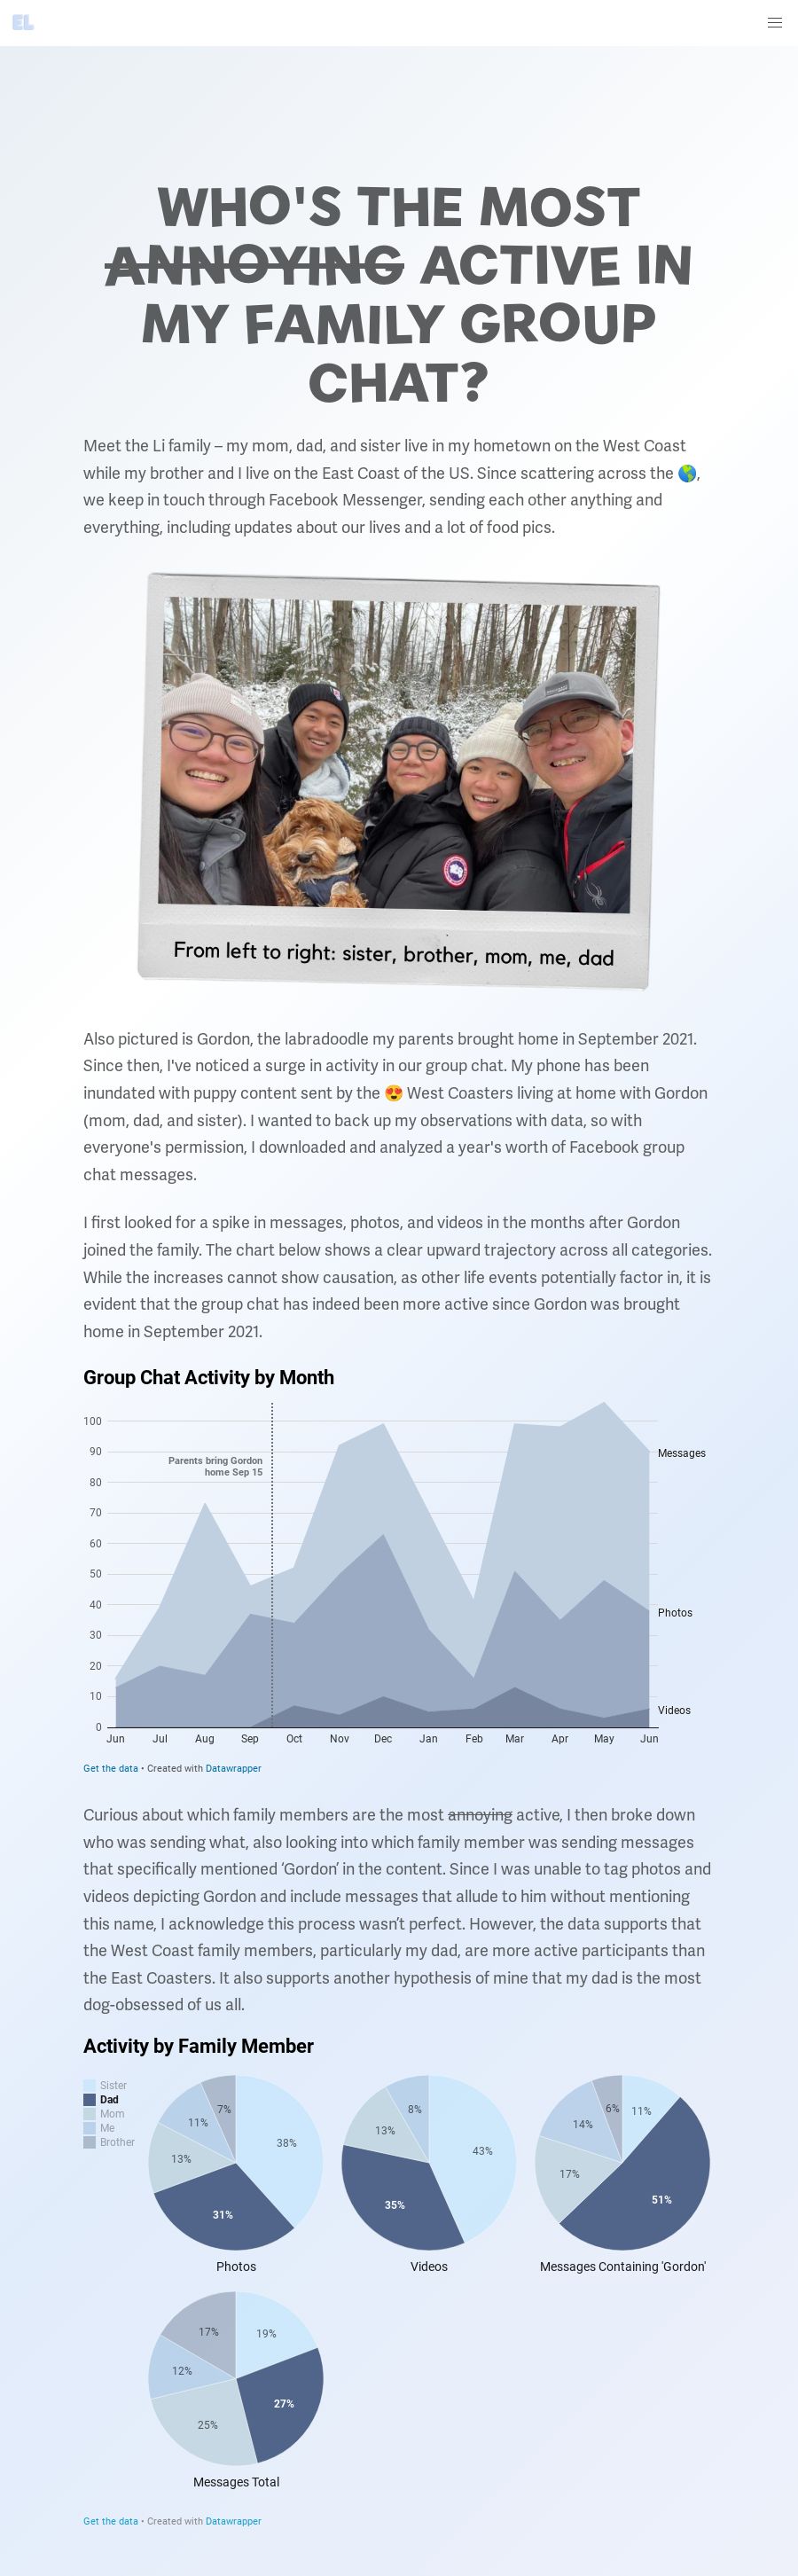 EL
WHO'S THE MOST
ANNOYING ACTIVE IN
MY FAMILY GROUP
CHAT?
Meet the Li family – my mom, dad, and sister live in my hometown on the West Coast
while my brother and I live on the East Coast of the US. Since scattering across the 🌎,
we keep in touch through Facebook Messenger, sending each other anything and
everything, including updates about our lives and a lot of food pics.
From left to right: sister, brother, mom, me, dad
Also pictured is Gordon, the labradoodle my parents brought home in September 2021.
Since then, I've noticed a surge in activity in our group chat. My phone has been
inundated with puppy content sent by the 😍 West Coasters living at home with Gordon
(mom, dad, and sister). I wanted to back up my observations with data, so with
everyone's permission, I downloaded and analyzed a year's worth of Facebook group
chat messages.
I first looked for a spike in messages, photos, and videos in the months after Gordon
joined the family. The chart below shows a clear upward trajectory across all categories.
While the increases cannot show causation, as other life events potentially factor in, it is
evident that the group chat has indeed been more active since Gordon was brought
home in September 2021.
Group Chat Activity by Month
100
90
80
70
60
50
40
30
20
10
0
Parents bring Gordon
home Sep 15
Messages
Photos
Videos
Jun Jul Aug Sep Oct Nov Dec Jan Feb Mar Apr May Jun
Get the data • Created with Datawrapper
Curious about which family members are the most annoying active, I then broke down
who was sending what, also looking into which family member was sending messages
that specifically mentioned ‘Gordon’ in the content. Since I was unable to tag photos and
videos depicting Gordon and include messages that allude to him without mentioning
this name, I acknowledge this process wasn’t perfect. However, the data supports that
the West Coast family members, particularly my dad, are more active participants than
the East Coasters. It also supports another hypothesis of mine that my dad is the most
dog-obsessed of us all.
Activity by Family Member
Sister
Dad
Mom
Me
Brother
38%
31%
13%
11%
7%
Photos
43%
35%
13%
8%
Videos
11%
51%
17%
14%
6%
Messages Containing 'Gordon'
19%
27%
25%
12%
17%
Messages Total
Get the data • Created with Datawrapper